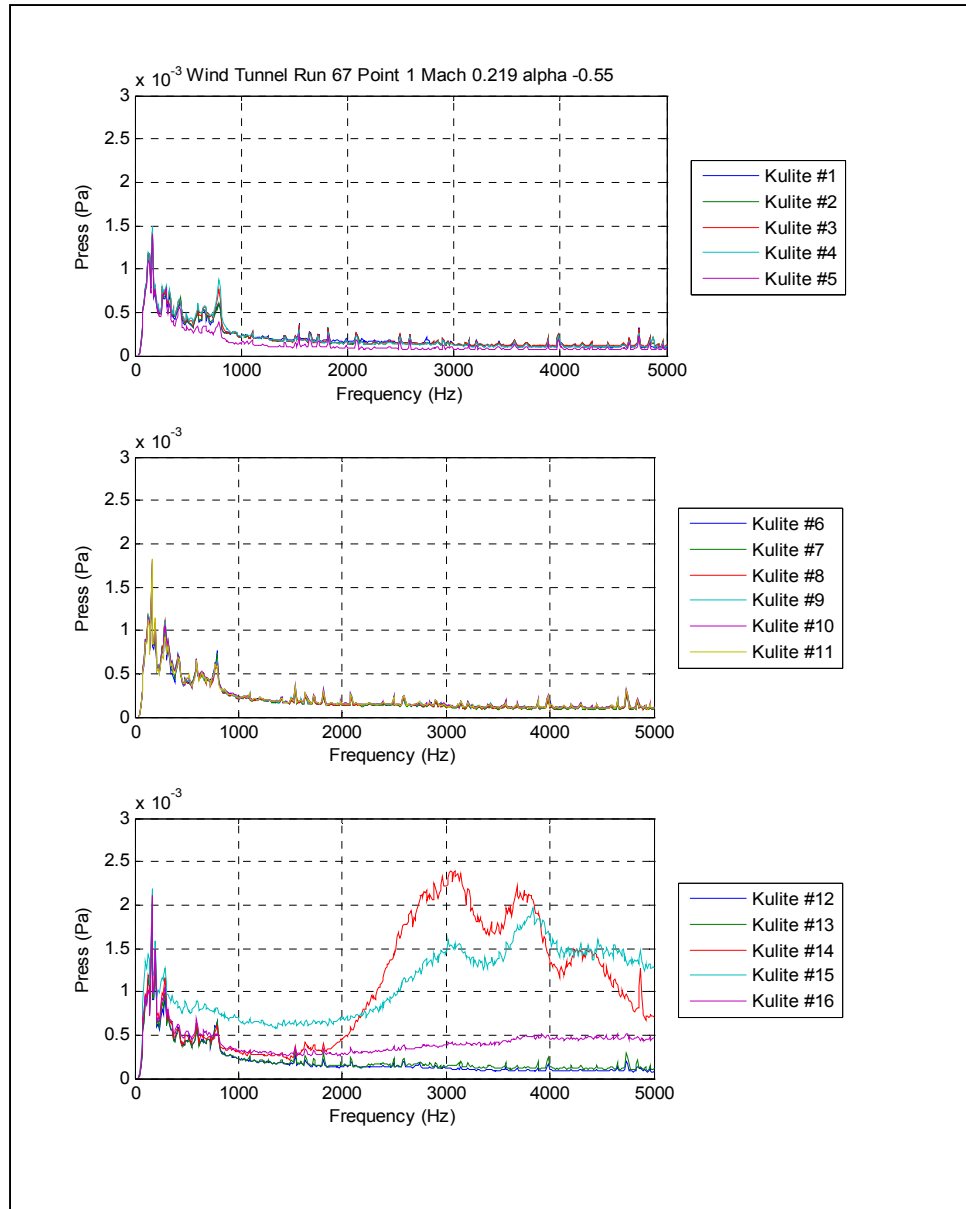 x 10-3 Wind Tunnel Run 67 Point 1 Mach 0.219 alpha -0.55
3
2.5
2
1.5
1
0.5
0
Press (Pa)
0 1000 2000 3000 4000 5000
Frequency (Hz)
Kulite #1
Kulite #2
Kulite #3
Kulite #4
Kulite #5
x 10-3
3
2.5
2
1.5
1
0.5
0
Press (Pa)
0 1000 2000 3000 4000 5000
Frequency (Hz)
Kulite #6
Kulite #7
Kulite #8
Kulite #9
Kulite #10
Kulite #11
x 10-3
3
2.5
2
1.5
1
0.5
0
Press (Pa)
0 1000 2000 3000 4000 5000
Frequency (Hz)
Kulite #12
Kulite #13
Kulite #14
Kulite #15
Kulite #16